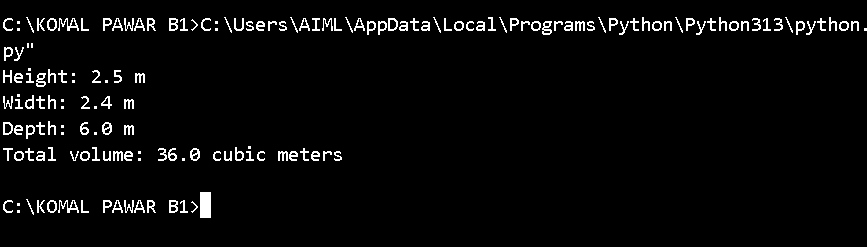 C:\KOMAL PAWAR B1>C:\Users\AIML\AppData\Local\Programs\Python\Python313\python.
py"
Height: 2.5 m
Width: 2.4 m
Depth: 6.0 m
Total volume: 36.0 cubic meters
C:\KOMAL PAWAR B1>